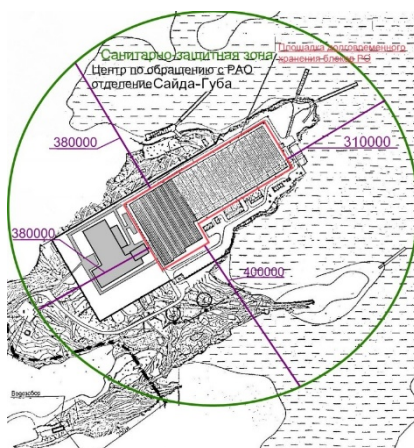 Санитарно-защитная зона
Площадка долговременного
хранения блоков РО
Центр по обращению с РАО
отделение Сайда-Губа
380000
310000
380000
400000
Водозабор